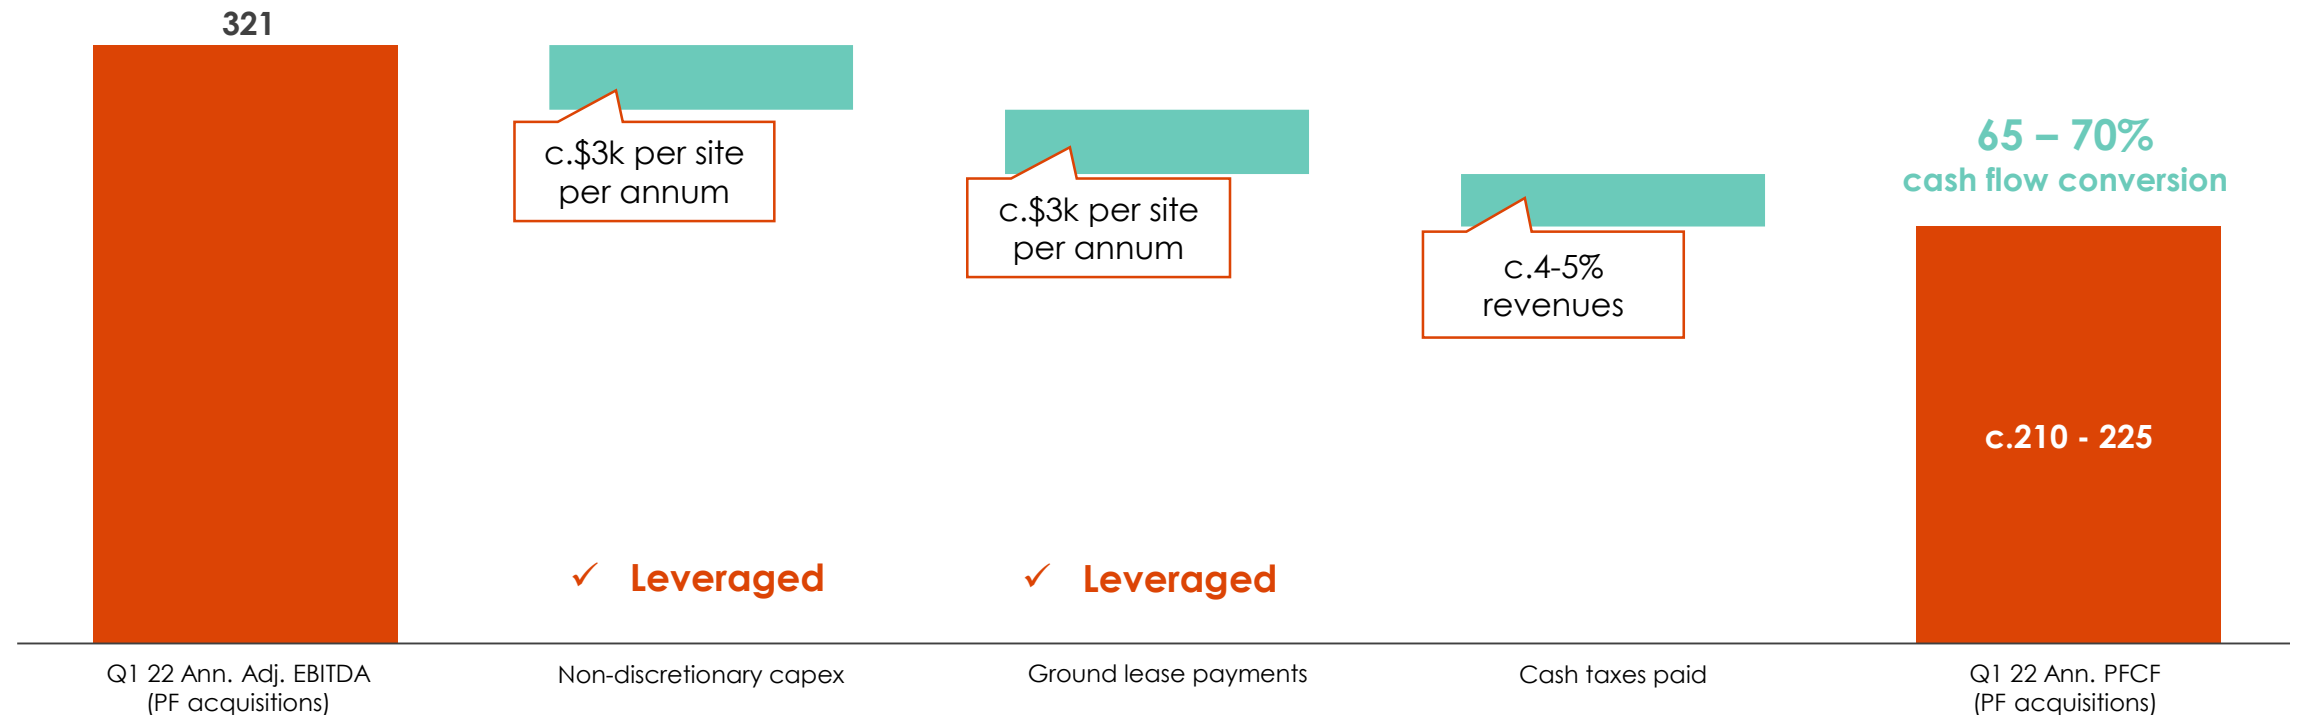 321
c.$3k per site
per annum
c.$3k per site
per annum
c.4-5%
revenues
65 – 70%
cash flow conversion
c.210 - 225
✓ Leveraged
✓ Leveraged
Q1 22 Ann. Adj. EBITDA
(PF acquisitions)
Non-discretionary capex
Ground lease payments
Cash taxes paid
Q1 22 Ann. PFCF
(PF acquisitions)